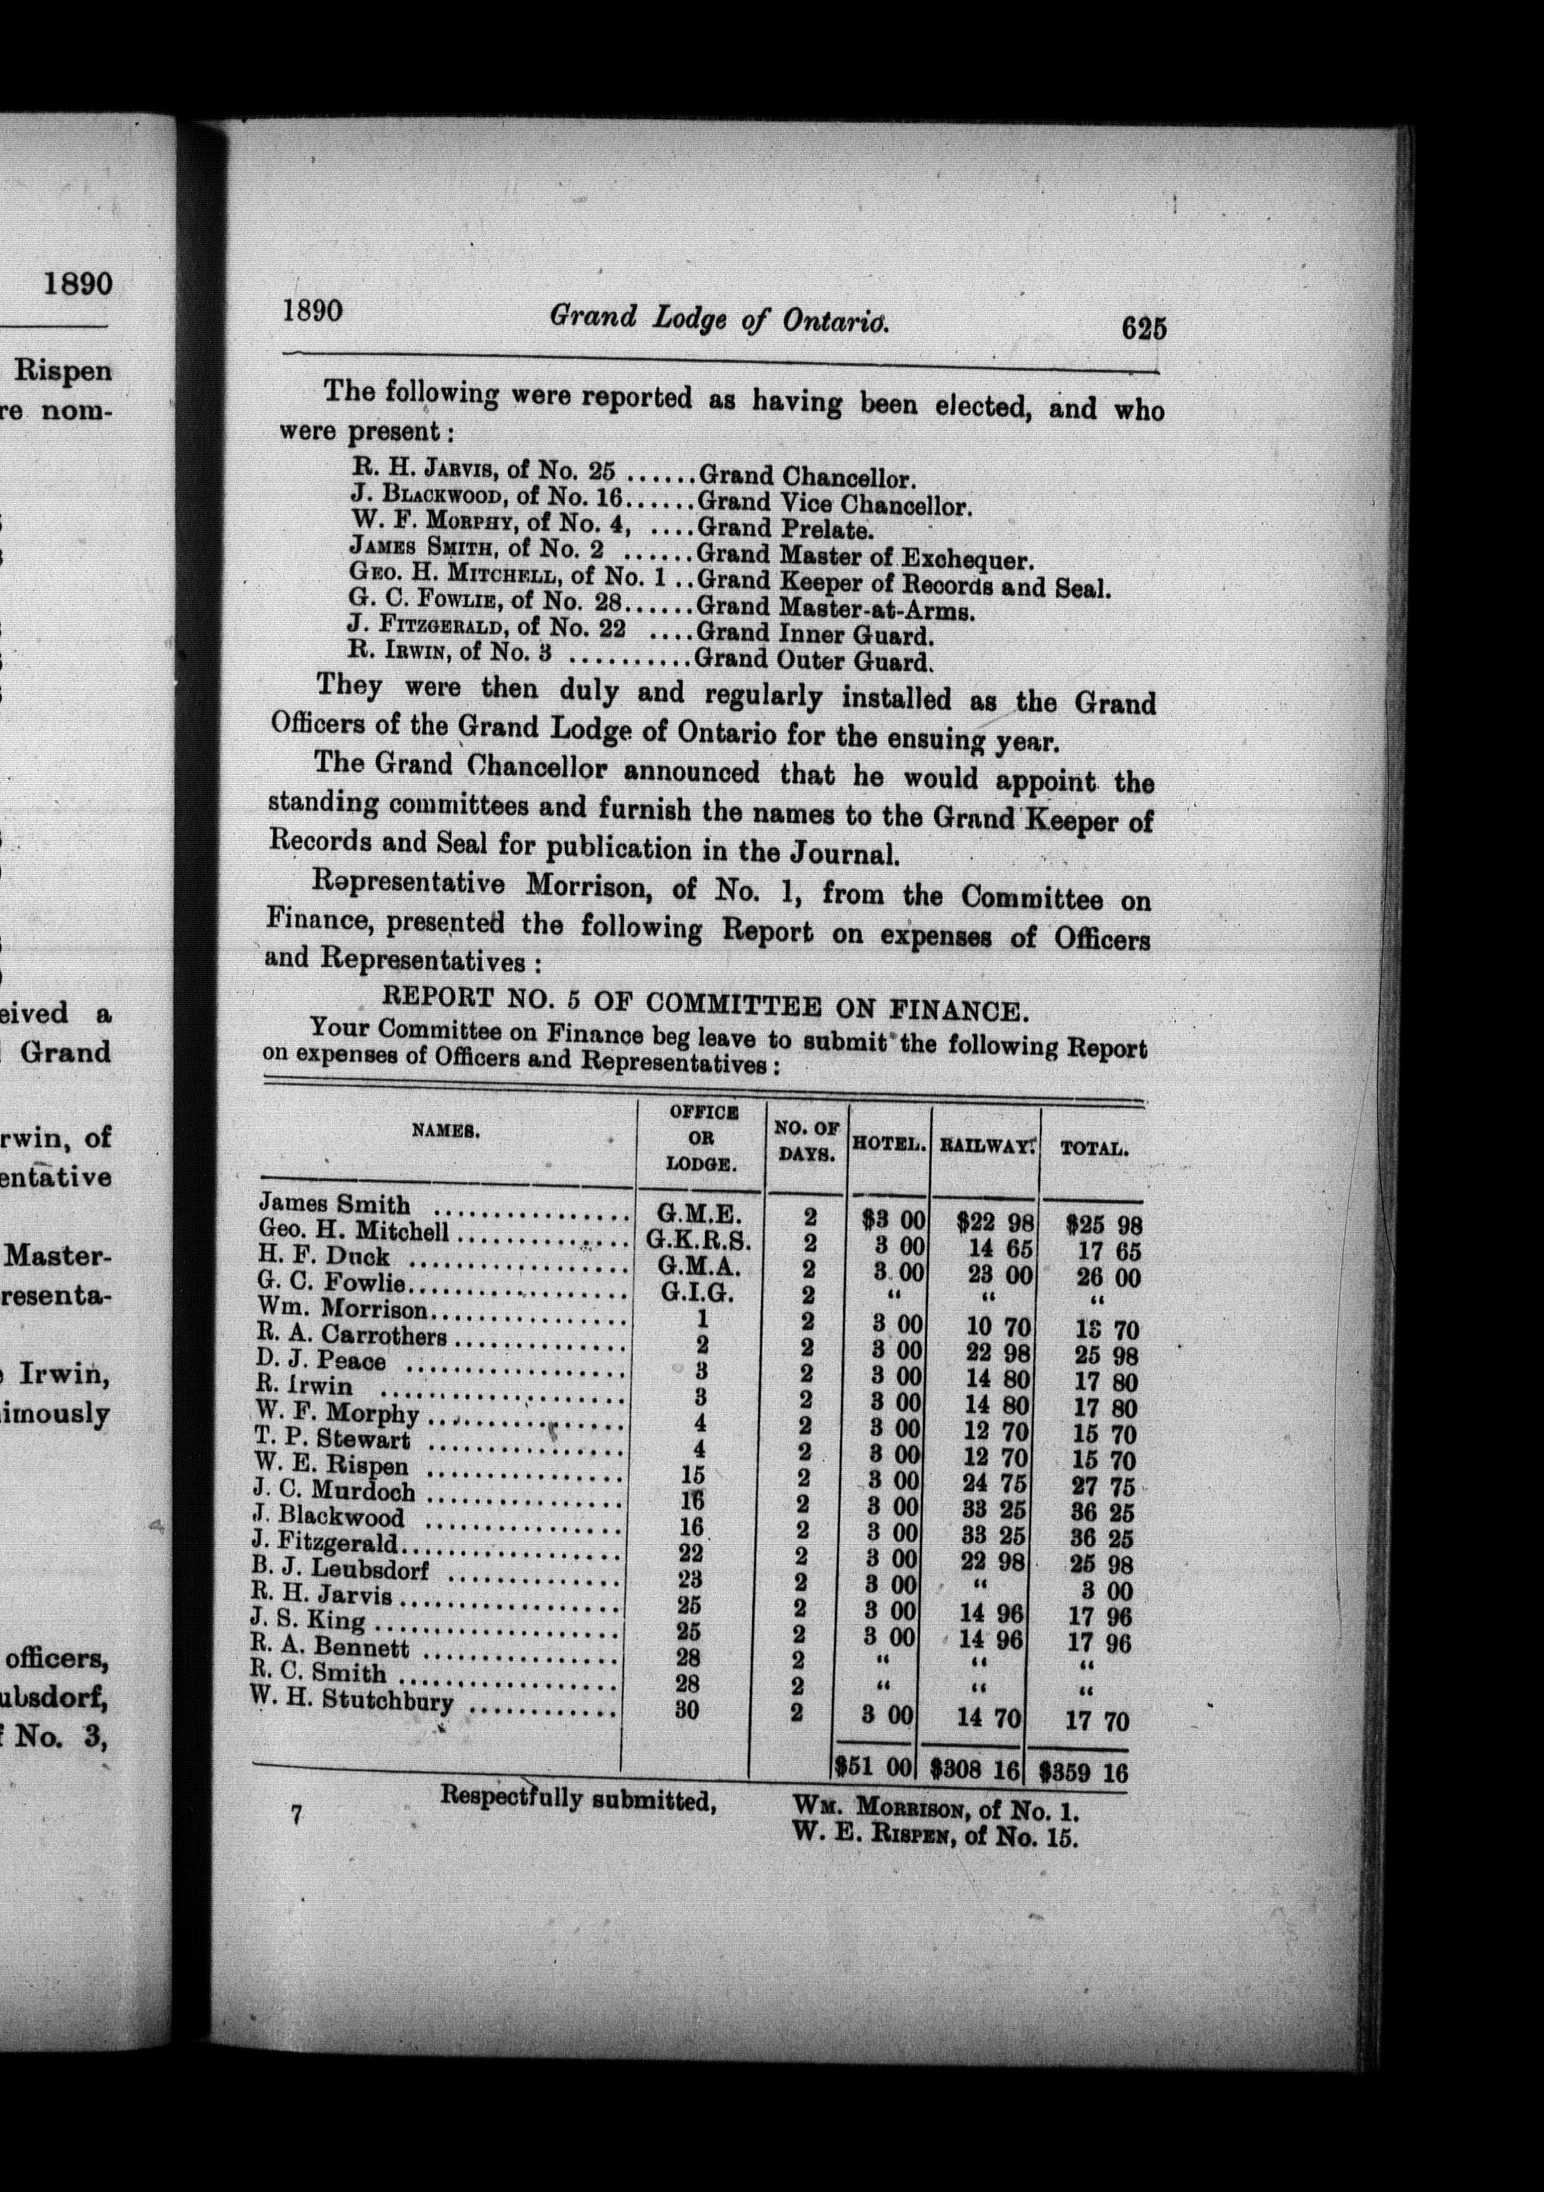 1890
Rispen
re nom-
eived a
Grand
rwin, of
entative
Master-
resenta-
Irwin,
imously
officers,
ubsdorf,
No. 3,
1890 Grand Lodge of Ontario. 625
The following were reported as having been elected, and who
were present :
R. H. JARVIS, of No. 25 ......Grand Chancellor.
J. BLACKWOOD, of No. 16......Grand Vice Chancellor.
W. F. MORPHY, of No. 4, ....Grand Prelate.
JAMES SMITH, of No. 2 ......Grand Master of Exchequer.
GEO. H. MITCHELL, of No. 1 ..Grand Keeper of Records and Seal.
G. C. FOWLIE, of No. 28......Grand Master-at-Arms.
J. FITZGERALD, of No. 22 ....Grand Inner Guard.
R. IRWIN, of No. 3 ..........Grand Outer Guard.
They were then duly and regularly installed as the Grand
Officers of the Grand Lodge of Ontario for the ensuing year.
The Grand Chancellor announced that he would appoint the
standing committees and furnish the names to the Grand Keeper of
Records and Seal for publication in the Journal.
Representative Morrison, of No. 1, from the Committee on
Finance, presented the following Report on expenses of Officers
and Representatives :
REPORT NO. 5 OF COMMITTEE ON FINANCE.
Your Committee on Finance beg leave to submit the following Report
on expenses of Officers and Representatives :
NAMES. OFFICE OR LODGE. NO. OF DAYS. HOTEL. RAILWAY. TOTAL.
James Smith ................ G.M.E. 2 $3 00 $22 98 $25 98
Geo. H. Mitchell .............. G.K.R.S. 2 3 00 14 65 17 65
H. F. Duck .................. G.M.A. 2 3 00 23 00 26 00
G. C. Fowlie.................. G.I.G. 2 “ “ “
Wm. Morrison................ 1 2 3 00 10 70 13 70
R. A. Carrothers .............. 2 2 3 00 22 98 25 98
D. J. Peace .................. 3 2 3 00 14 80 17 80
R. Irwin .................... 3 2 3 00 14 80 17 80
W. F. Morphy ................ 4 2 3 00 12 70 15 70
T. P. Stewart ................ 4 2 3 00 12 70 15 70
W. E. Rispen ................ 15 2 3 00 24 75 27 75
J. C. Murdoch ................ 16 2 3 00 33 25 36 25
J. Blackwood ................ 16 2 3 00 33 25 36 25
J. Fitzgerald.................. 22 2 3 00 22 98 25 98
B. J. Leubsdorf .............. 23 2 3 00 “ 3 00
R. H. Jarvis .................. 25 2 3 00 14 96 17 96
J. S. King .................... 25 2 3 00 14 96 17 96
R. A. Bennett ................ 28 2 “ “ “
R. C. Smith .................. 28 2 “ “ “
W. H. Stutchbury ............ 30 2 3 00 14 70 17 70
$51 00 $308 16 $359 16
Respectfully submitted,
WM. MORRISON, of No. 1.
W. E. RISPEN, of No. 15.
7